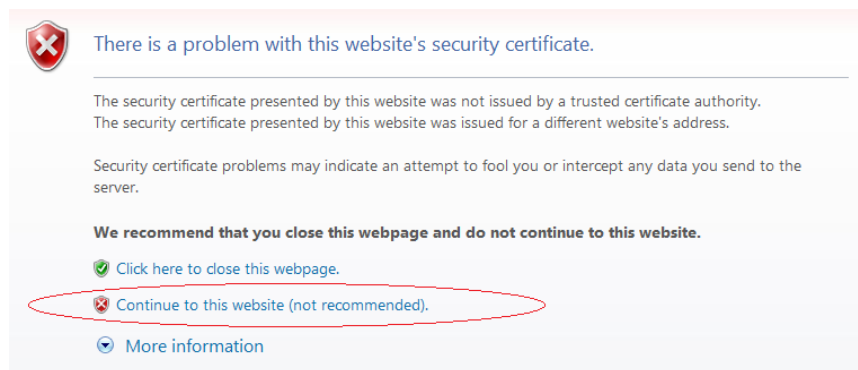 There is a problem with this website's security certificate.
The security certificate presented by this website was not issued by a trusted certificate authority.
The security certificate presented by this website was issued for a different website's address.
Security certificate problems may indicate an attempt to fool you or intercept any data you send to the
server.
We recommend that you close this webpage and do not continue to this website.
Click here to close this webpage.
Continue to this website (not recommended).
More information